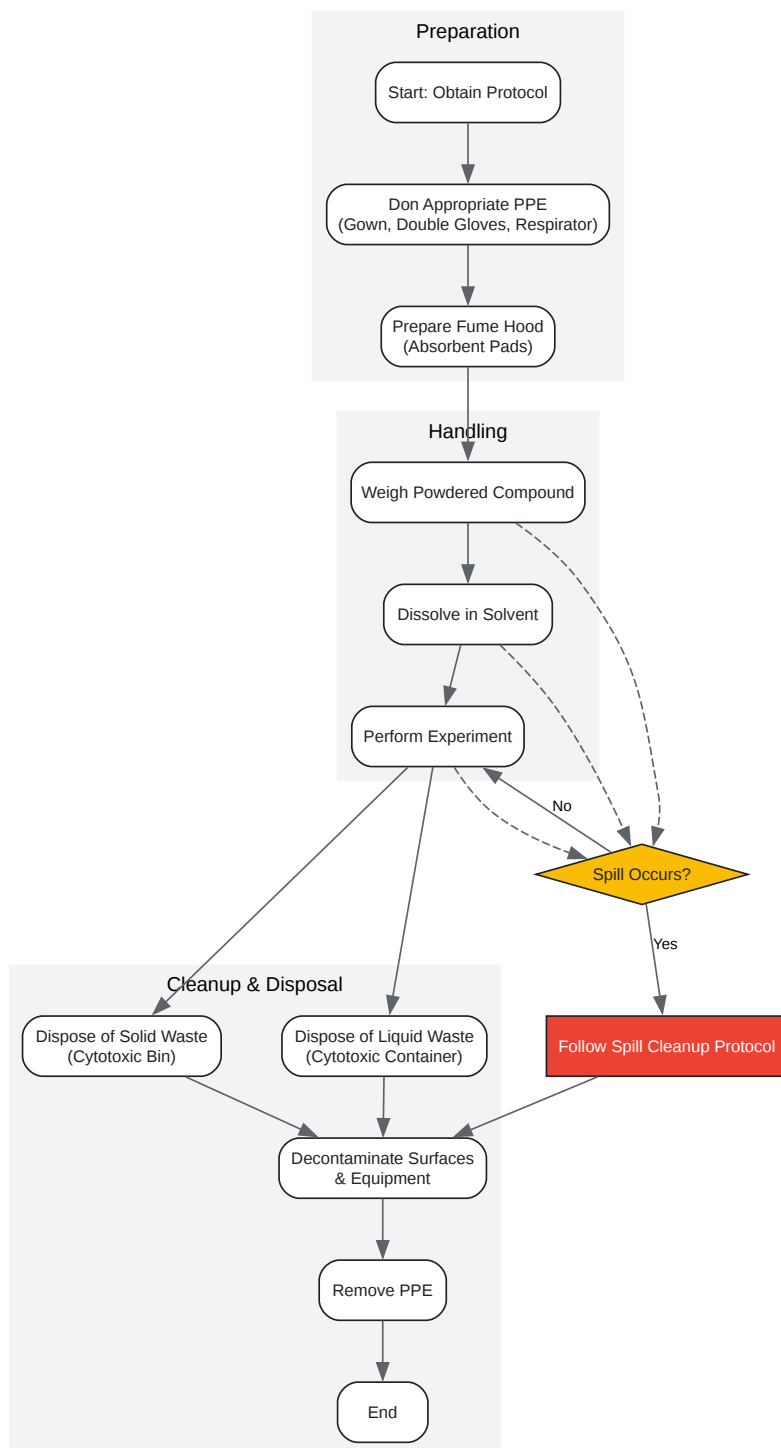 Preparation
Start: Obtain Protocol
Don Appropriate PPE
(Gown, Double Gloves, Respirator)
Prepare Fume Hood
(Absorbent Pads)
Handling
Weigh Powdered Compound
Dissolve in Solvent
Perform Experiment
No
Spill Occurs?
Yes
Cleanup & Disposal
Dispose of Solid Waste
(Cytotoxic Bin)
Dispose of Liquid Waste
(Cytotoxic Container)
Follow Spill Cleanup Protocol
Decontaminate Surfaces
& Equipment
Remove PPE
End